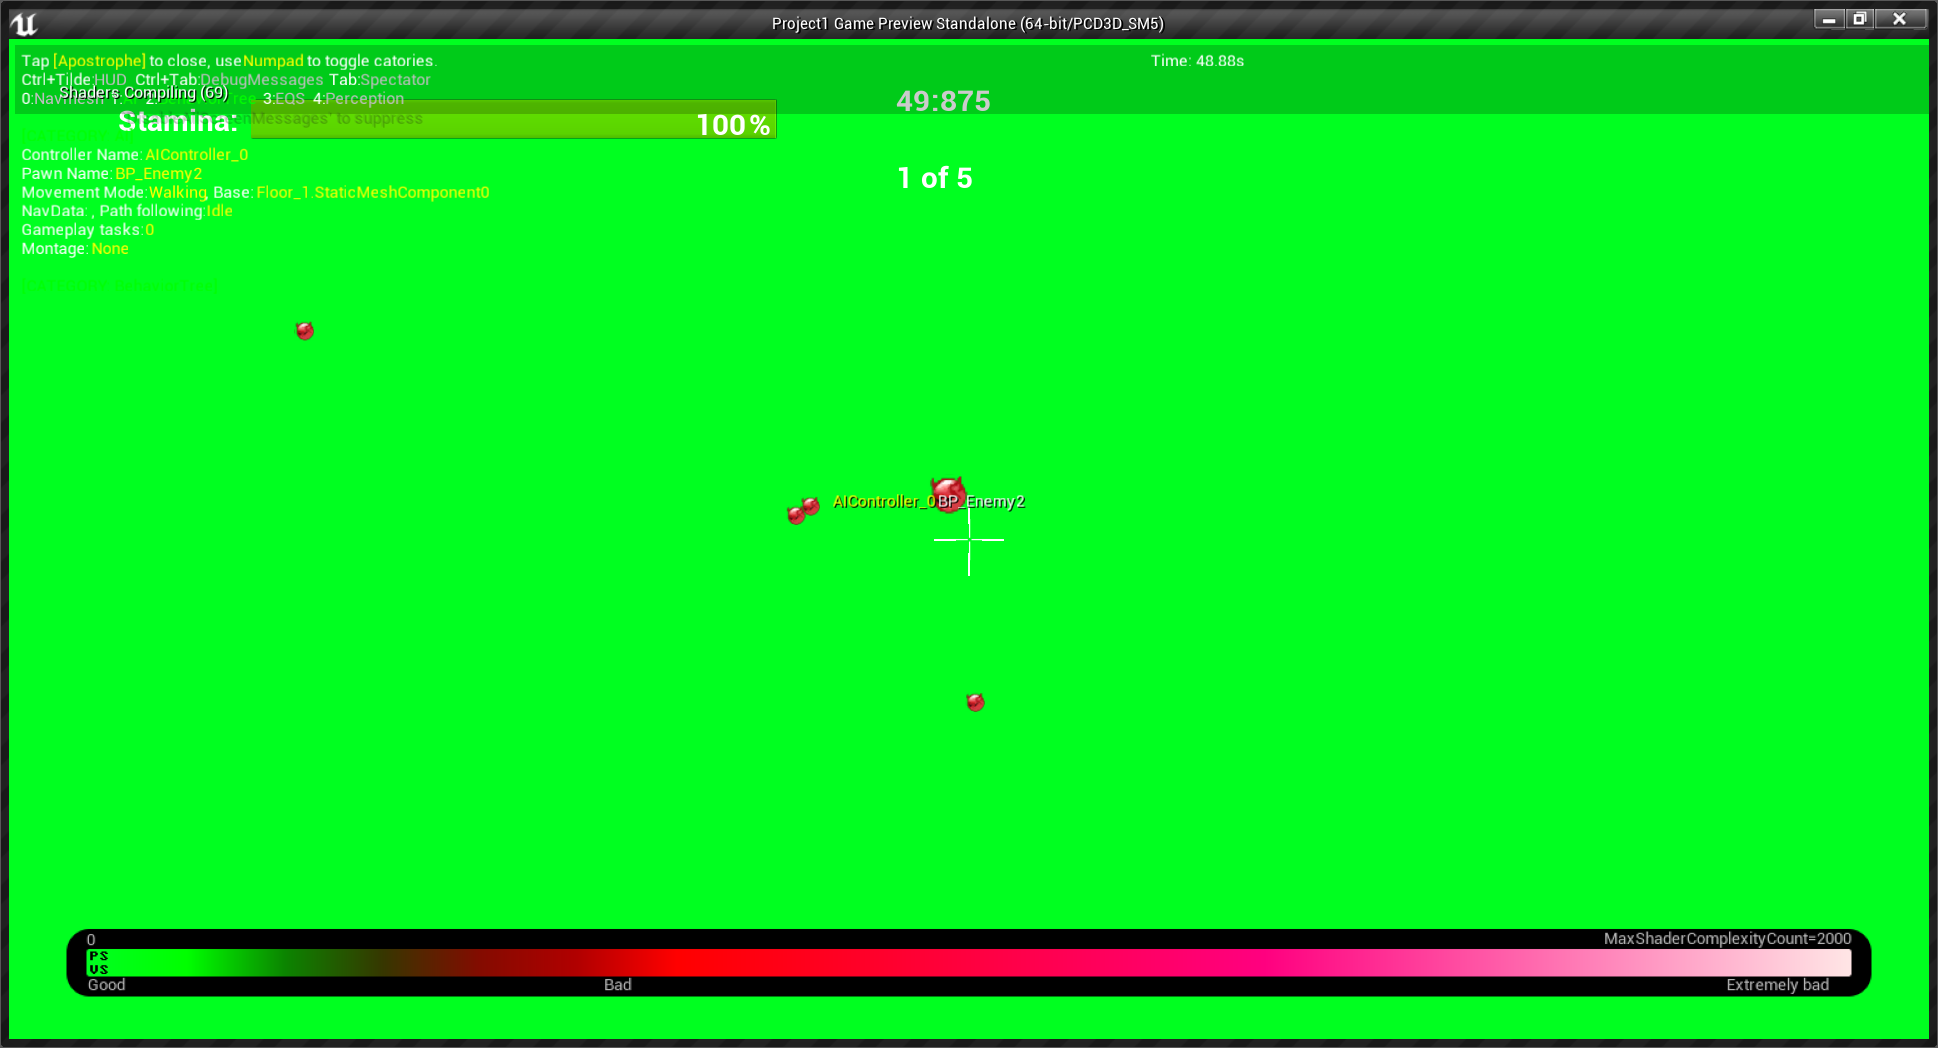 Project1 Game Preview Standalone (64-bit/PCD3D_SM5)
Tap [Apostrophe] to close, use Numpad to toggle catories.
Time: 48.88s
Ctrl+Tilde:HUD Ctrl+Tab:DebugMessages Tab:Spectator
Shaders Compiling (69)
0:NavMesh 3:EQS 4:Perception
49:875
Messages' to suppress
Stamina:
100%
Controller Name: AIController_0
Pawn Name: BP_Enemy2
1 of 5
Movement Mode: Walking, Base: Floor_1.StaticMeshComponent0
NavData: , Path following: Idle
Gameplay tasks: 0
Montage: None
AIController_0 BP_Enemy2
0
MaxShaderComplexityCount=2000
PS
VS
Good
Bad
Extremely bad